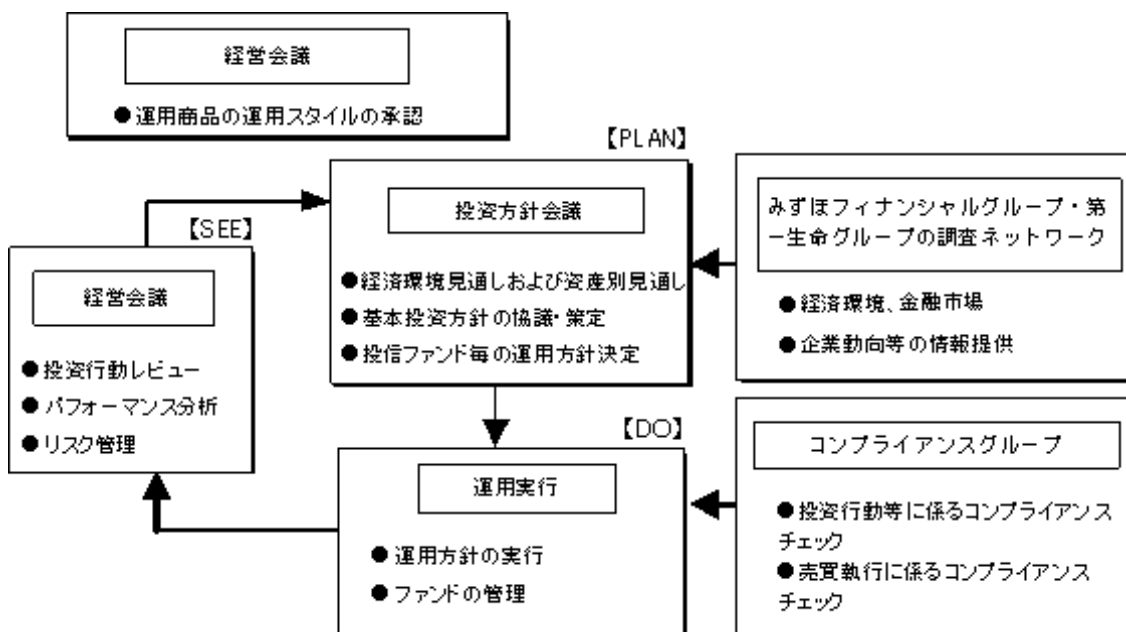 経営会議
●運用商品の運用スタイルの承認
【PLAN】
投資方針会議
●経済環境見通しおよび資産別見通し
●基本投資方針の協議・策定
●投信ファンド毎の運用方針決定
みずほフィナンシャルグループ・第
一生命グループの調査ネットワーク
●経済環境、金融市場
●企業動向等の情報提供
【SEE】
経営会議
●投資行動レビュー
●パフォーマンス分析
●リスク管理
【DO】
運用実行
●運用方針の実行
●ファンドの管理
コンプライアンスグループ
●投資行動等に係るコンプライアンス
チェック
●売買執行に係るコンプライアンス
チェック